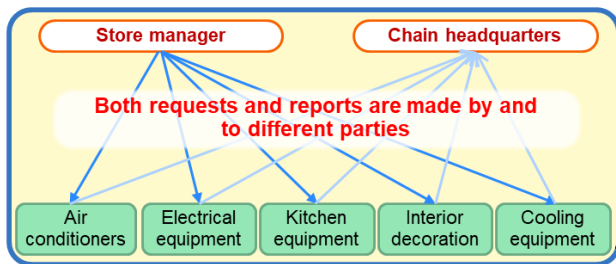 Store manager
Chain headquarters
Both requests and reports are made by and
to different parties
Air
conditioners
Electrical
equipment
Kitchen
equipment
Interior
decoration
Cooling
equipment